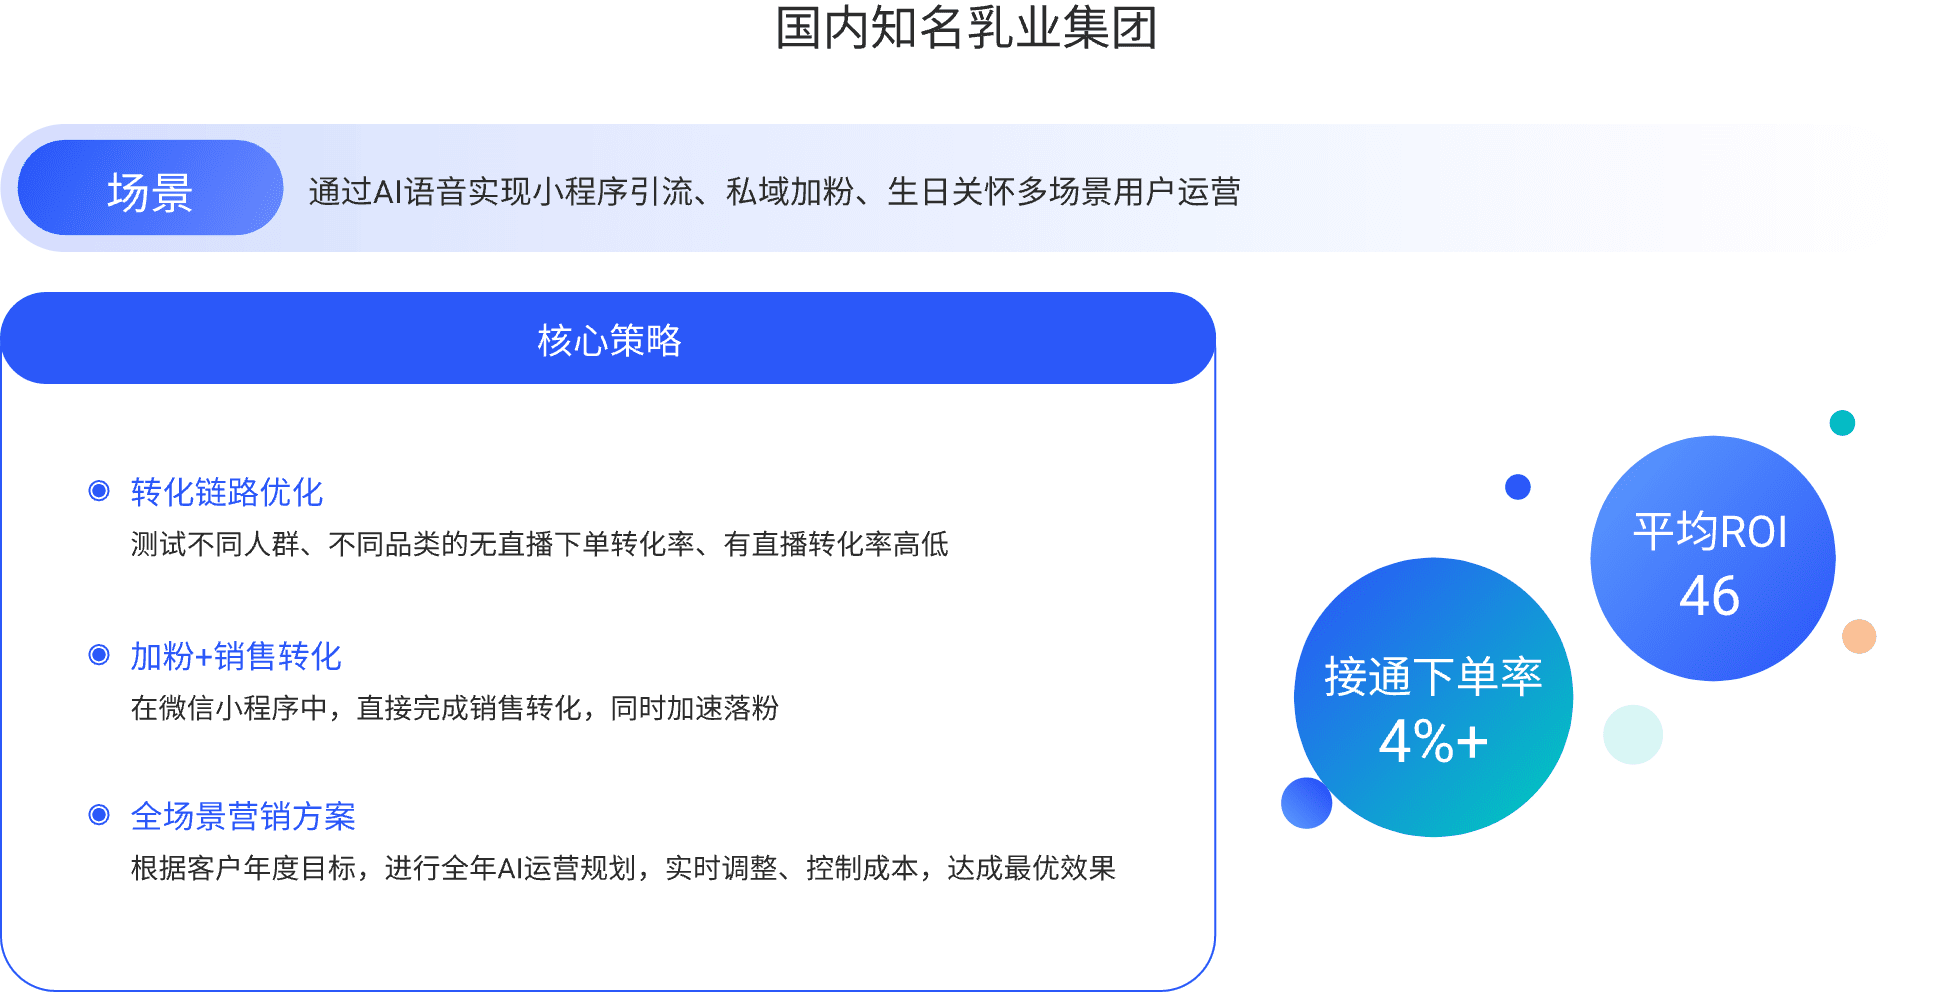 国内知名乳业集团
场景
通过AI语音实现小程序引流、私域加粉、生日关怀多场景用户运营
核心策略
转化链路优化
测试不同人群、不同品类的无直播下单转化率、有直播转化率高低
加粉+销售转化
在微信小程序中，直接完成销售转化，同时加速落粉
全场景营销方案
根据客户年度目标，进行全年AI运营规划，实时调整、控制成本，达成最优效果
平均ROI
46
接通下单率
4%+